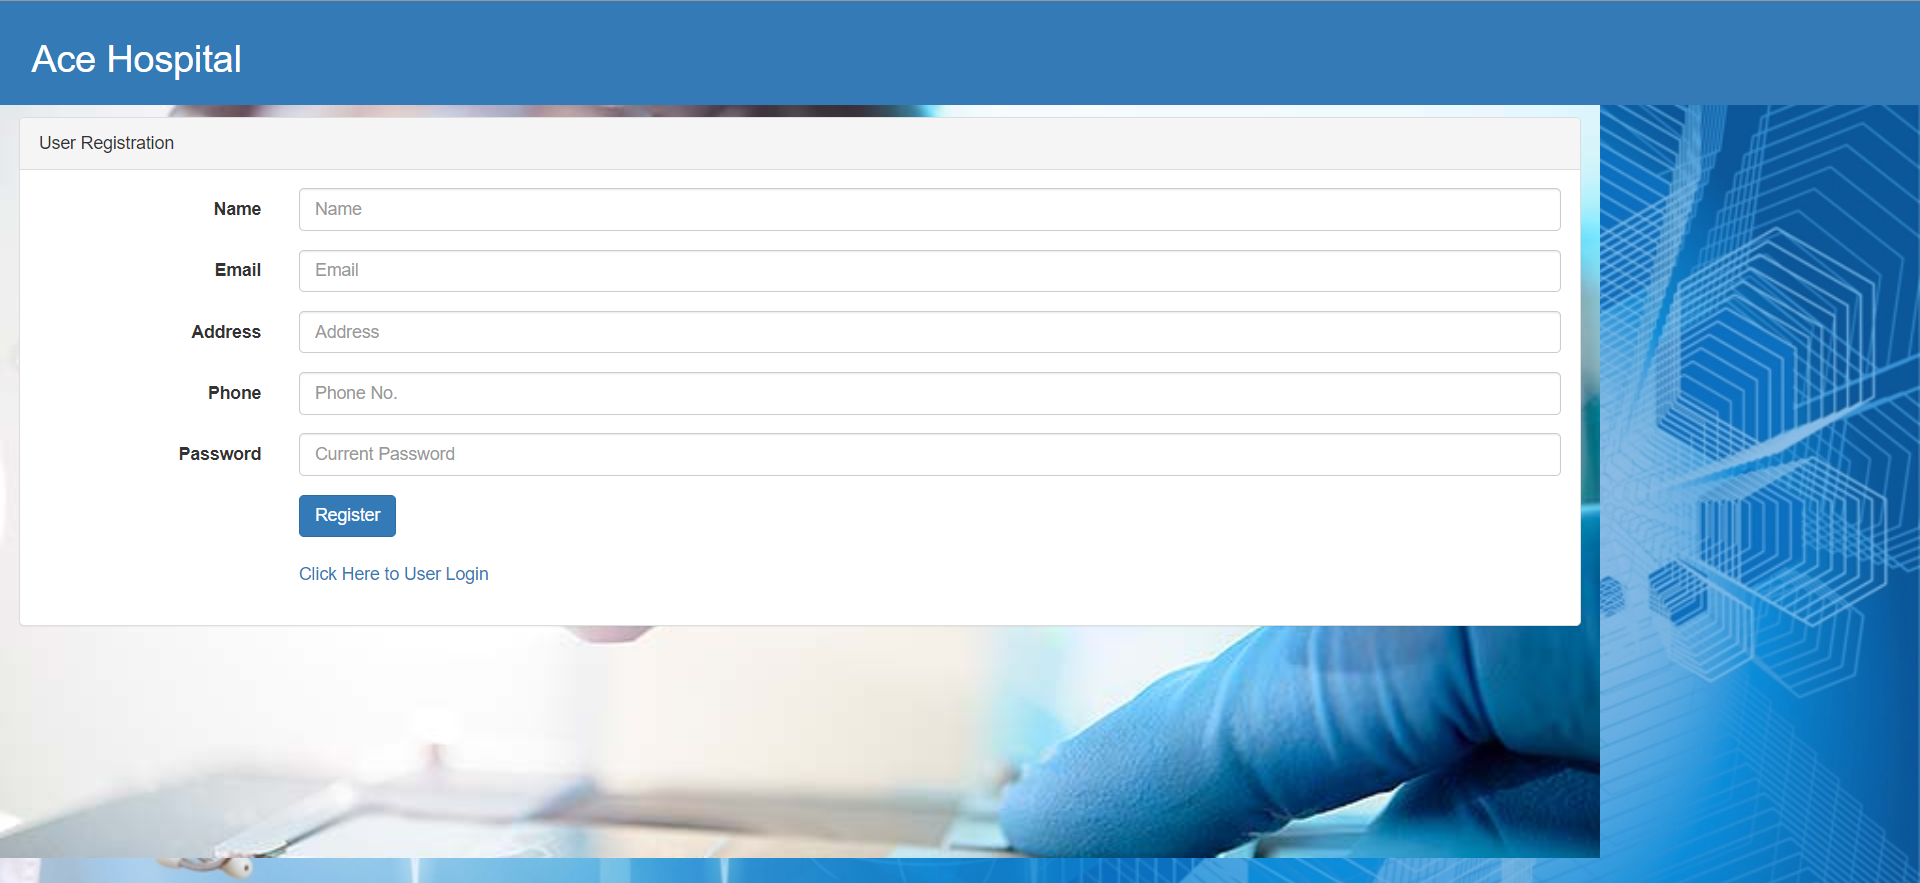 Ace Hospital
User Registration
Name Name
Email Email
Address Address
Phone Phone No.
Password Current Password
Register
Click Here to User Login